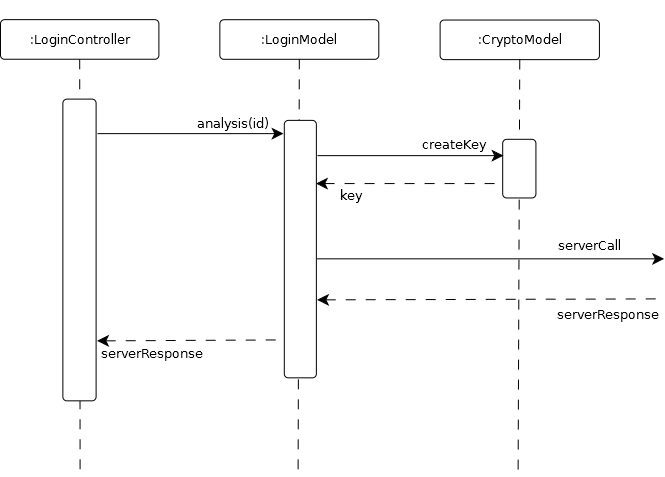 :LoginController
:LoginModel
:CryptoModel
analysis(id)
createKey
key
serverCall
serverResponse
serverResponse